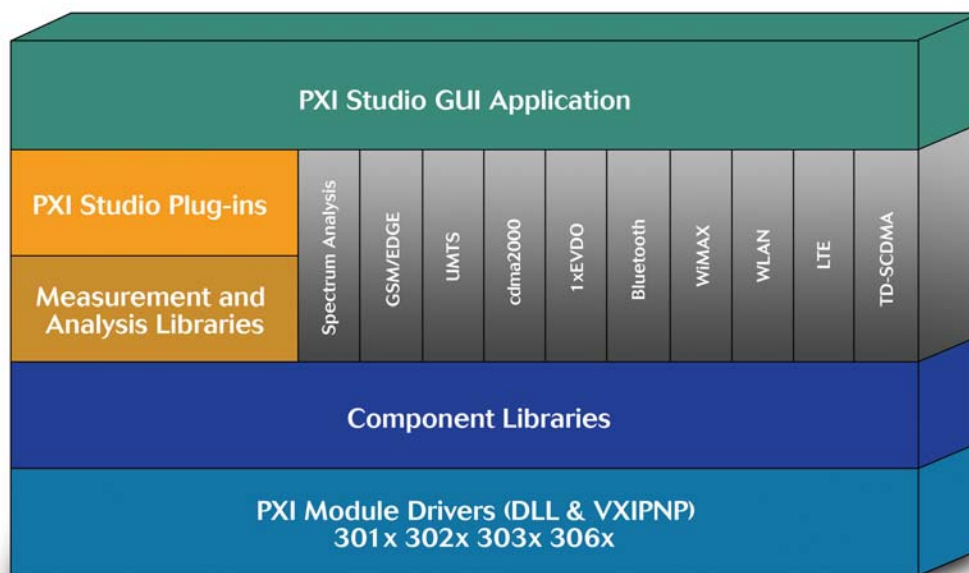 PXI Studio GUI Application
PXI Studio Plug-ins
Measurement and
Analysis Libraries
Spectrum Analysis
GSM/EDGE
UMTS
cdma2000
1xEVDO
Bluetooth
WiMAX
WLAN
LTE
TD-SCDMA
Component Libraries
PXI Module Drivers (DLL & VXIPNP)
301x 302x 303x 306x